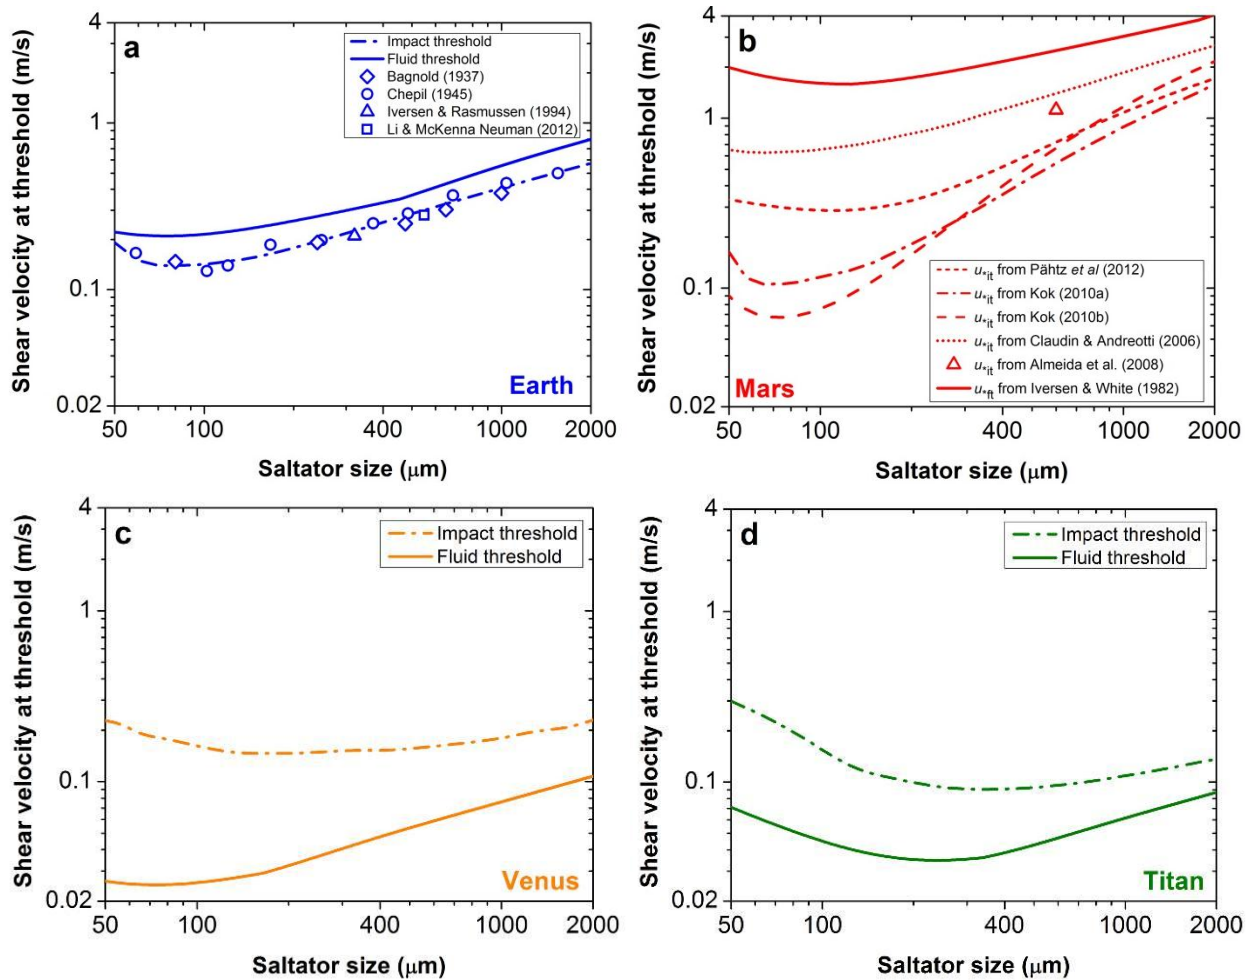 a
Shear velocity at threshold (m/s)
4
1
0.1
0.02
Impact threshold
Fluid threshold
Bagnold (1937)
Chepil (1945)
Iversen & Rasmussen (1994)
Li & McKenna Neuman (2012)
Earth
50 100 400 1000 2000
Saltator size (μm)
b
Shear velocity at threshold (m/s)
4
1
0.1
0.02
u*it from Pähtz et al (2012)
u*it from Kok (2010a)
u*it from Kok (2010b)
u*it from Claudin & Andreotti (2006)
u*it from Almeida et al. (2008)
u*ft from Iversen & White (1982)
Mars
50 100 400 1000 2000
Saltator size (μm)
c
Shear velocity at threshold (m/s)
4
1
0.1
0.02
Impact threshold
Fluid threshold
Venus
50 100 400 1000 2000
Saltator size (μm)
d
Shear velocity at threshold (m/s)
4
1
0.1
0.02
Impact threshold
Fluid threshold
Titan
50 100 400 1000 2000
Saltator size (μm)